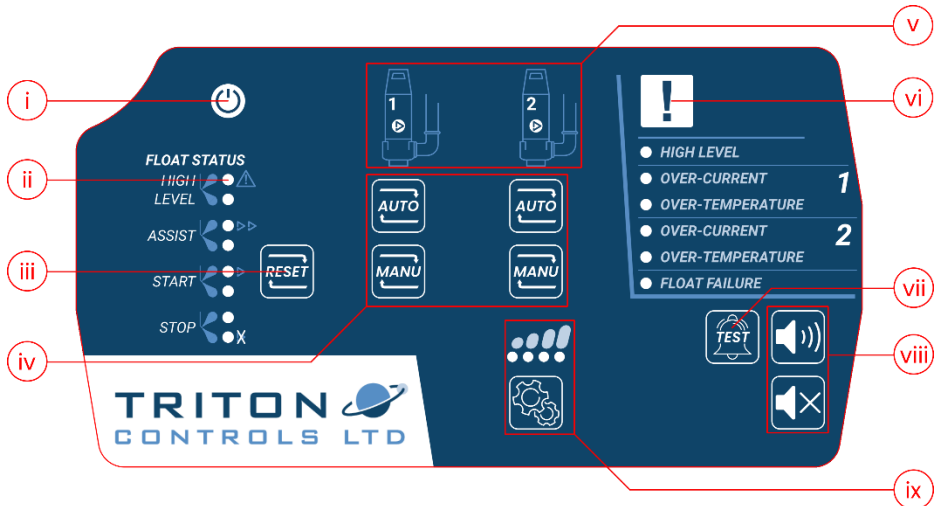 v
i
vi
1
2
FLOAT STATUS
ii
HIGH
LEVEL
HIGH LEVEL
OVER-CURRENT
1
OVER-TEMPERATURE
AUTO
AUTO
ASSIST
OVER-CURRENT
2
OVER-TEMPERATURE
iii
RESET
MANU
MANU
START
FLOAT FAILURE
vii
STOP
X
TEST
viii
iv
TRITON
CONTROLS LTD
ix